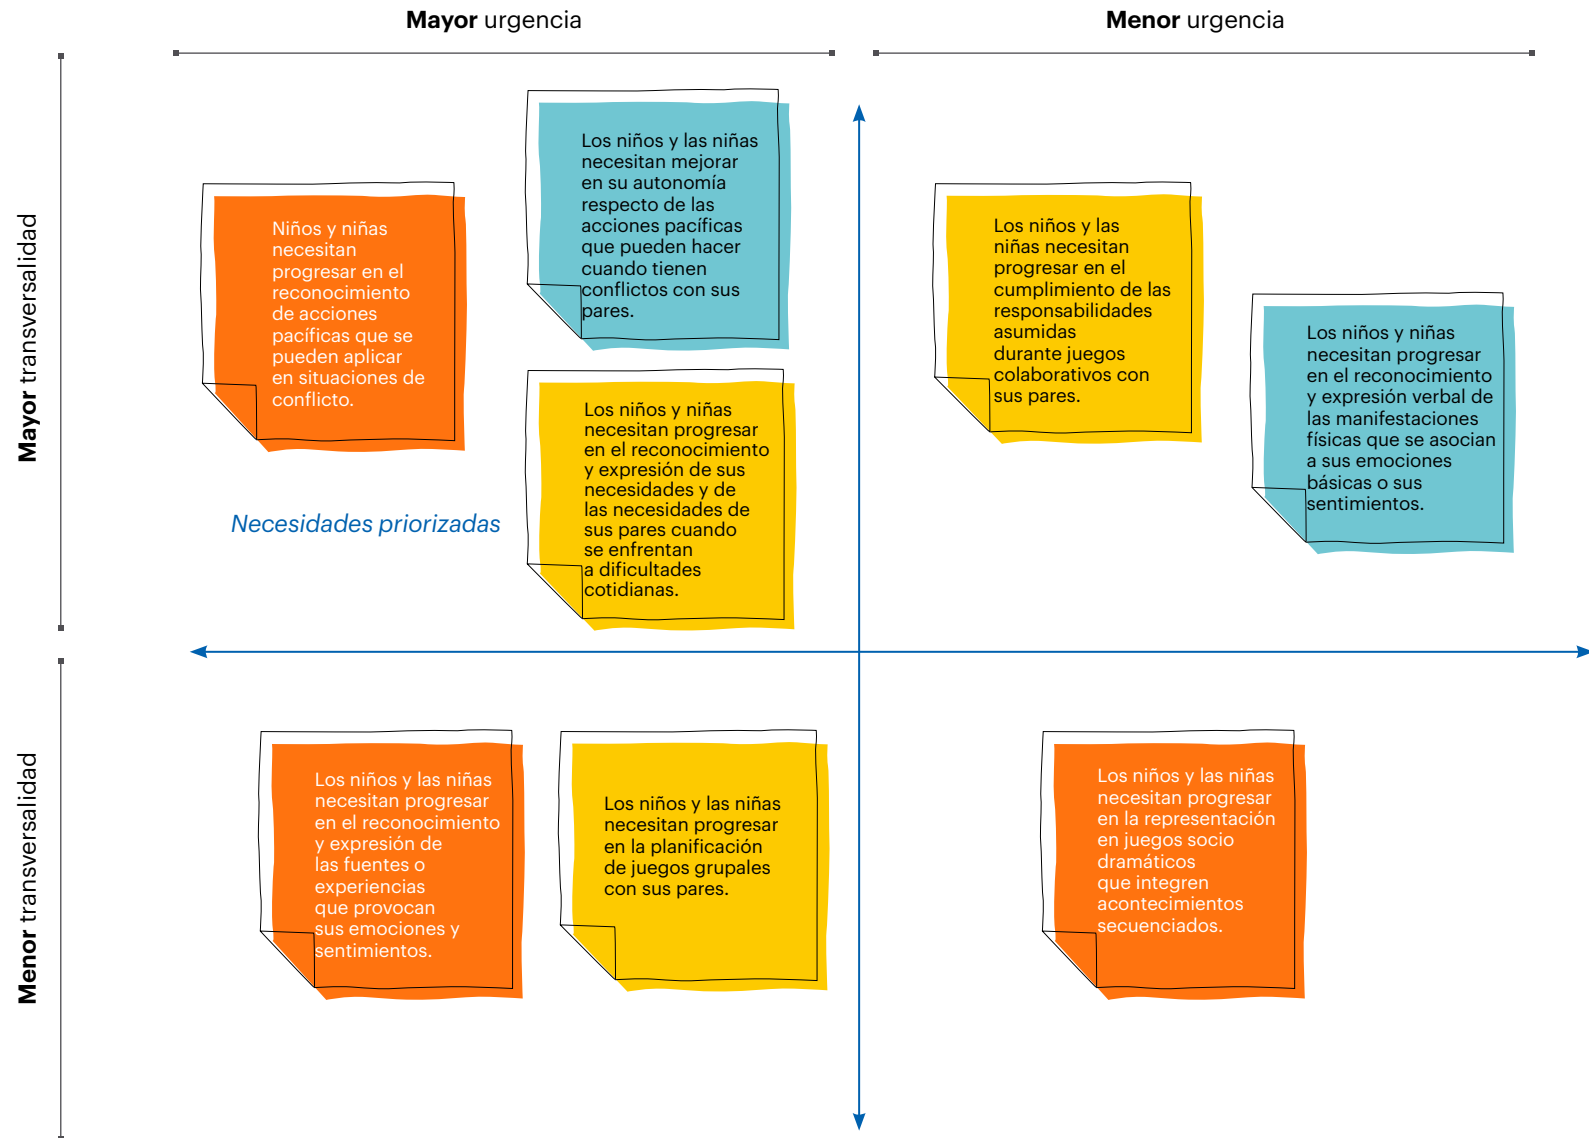 Mayor urgencia
Menor urgencia
Mayor transversalidad
Niños y niñas
necesitan
progresar en el
reconocimiento
de acciones
pacíficas que se
pueden aplicar
en situaciones de
conflicto.
Los niños y las niñas
necesitan mejorar
en su autonomía
respecto de las
acciones pacíficas
que pueden hacer
cuando tienen
conflictos con sus
pares.
Necesidades priorizadas
Los niños y niñas
necesitan progresar
en el reconocimiento
y expresión de sus
necesidades y de
las necesidades de
sus pares cuando
se enfrentan
a dificultades
cotidianas.
Los niños y las
niñas necesitan
progresar en el
cumplimiento de las
responsabilidades
asumidas
durante juegos
colaborativos con
sus pares.
Los niños y niñas
necesitan progresar
en el reconocimiento
y expresión verbal de
las manifestaciones
físicas que se asocian
a sus emociones
básicas o sus
sentimientos.
Menor transversalidad
Los niños y las niñas
necesitan progresar
en el reconocimiento
y expresión de
las fuentes o
experiencias
que provocan
sus emociones y
sentimientos.
Los niños y las niñas
necesitan progresar
en la planificación
de juegos grupales
con sus pares.
Los niños y las niñas
necesitan progresar
en la representación
en juegos socio
dramáticos
que integren
acontecimientos
secuenciados.